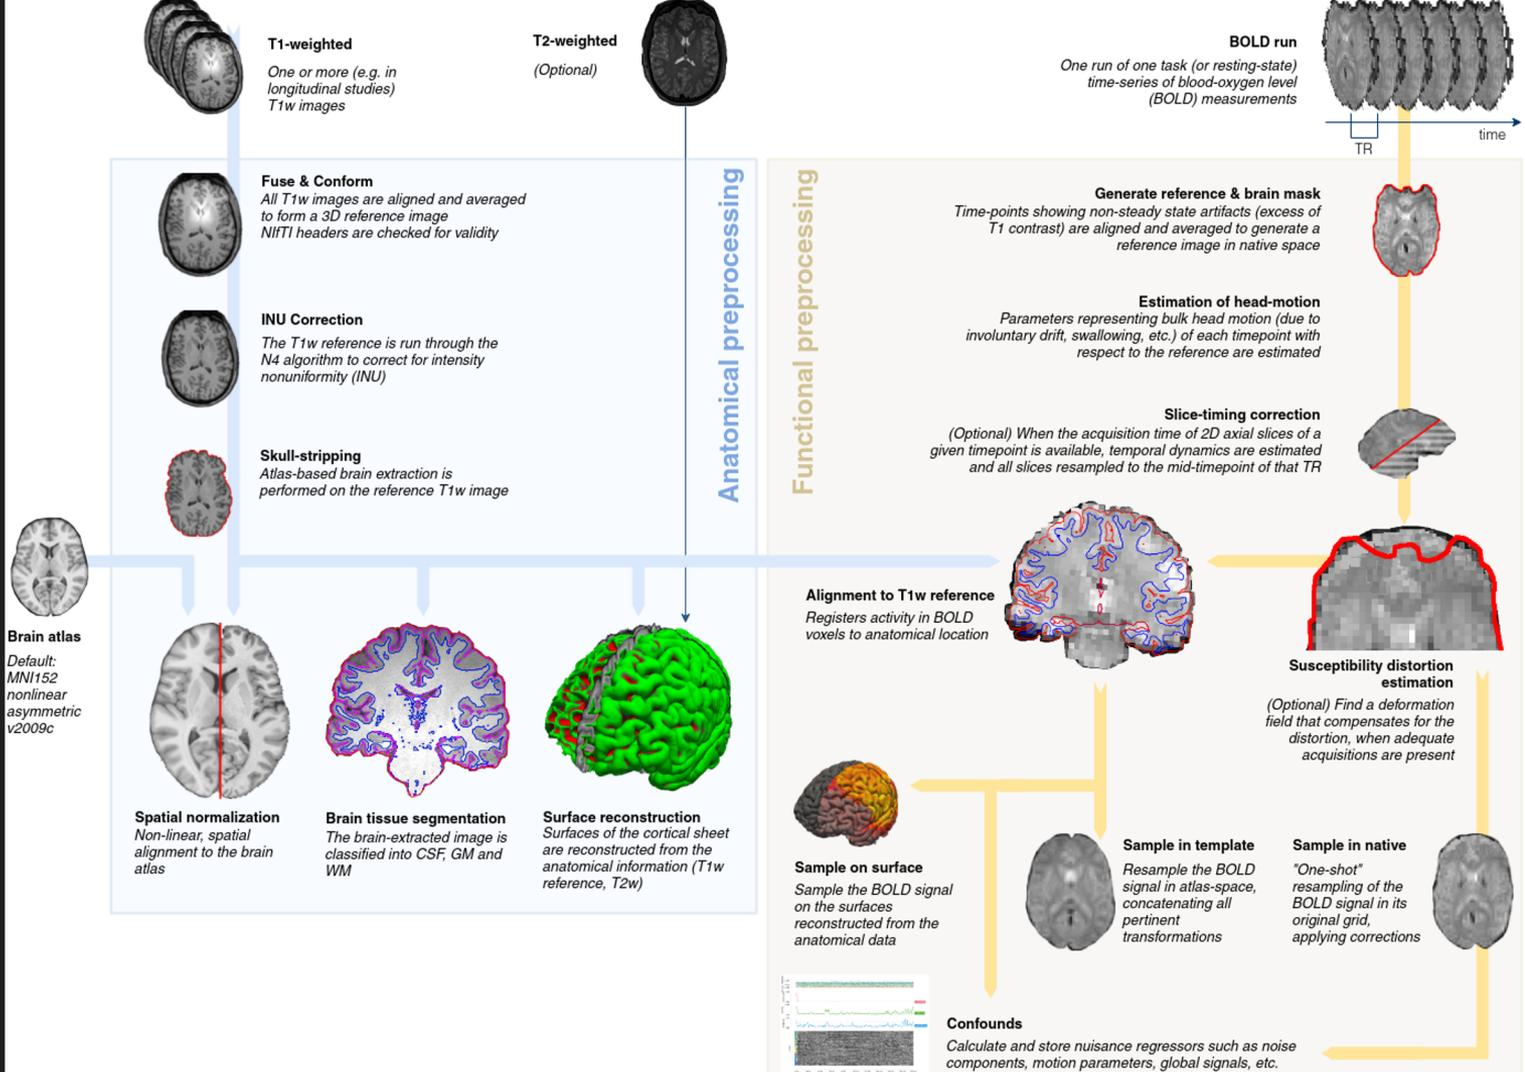 T1-weighted
One or more (e.g. in
longitudinal studies)
T1w images
T2-weighted
(Optional)
BOLD run
One run of one task (or resting-state)
time-series of blood-oxygen level
(BOLD) measurements
time
TR
Anatomical preprocessing
Fuse & Conform
All T1w images are aligned and averaged
to form a 3D reference image
NIfTI headers are checked for validity
INU Correction
The T1w reference is run through the
N4 algorithm to correct for intensity
nonuniformity (INU)
Skull-stripping
Atlas-based brain extraction is
performed on the reference T1w image
Brain atlas
Default:
MNI152
nonlinear
asymmetric
v2009c
Spatial normalization
Non-linear, spatial
alignment to the brain
atlas
Brain tissue segmentation
The brain-extracted image is
classified into CSF, GM and
WM
Surface reconstruction
Surfaces of the cortical sheet
are reconstructed from the
anatomical information (T1w
reference, T2w)
Functional preprocessing
Generate reference & brain mask
Time-points showing non-steady state artifacts (excess of
T1 contrast) are aligned and averaged to generate a
reference image in native space
Estimation of head-motion
Parameters representing bulk head motion (due to
involuntary drift, swallowing, etc.) of each timepoint with
respect to the reference are estimated
Slice-timing correction
(Optional) When the acquisition time of 2D axial slices of a
given timepoint is available, temporal dynamics are estimated
and all slices resampled to the mid-timepoint of that TR
Alignment to T1w reference
Registers activity in BOLD
voxels to anatomical location
Susceptibility distortion
estimation
(Optional) Find a deformation
field that compensates for the
distortion, when adequate
acquisitions are present
Sample on surface
Sample the BOLD signal
on the surfaces
reconstructed from the
anatomical data
Sample in template
Resample the BOLD
signal in atlas-space,
concatenating all
pertinent
transformations
Sample in native
"One-shot"
resampling of the
BOLD signal in its
original grid,
applying corrections
Confounds
Calculate and store nuisance regressors such as noise
components, motion parameters, global signals, etc.